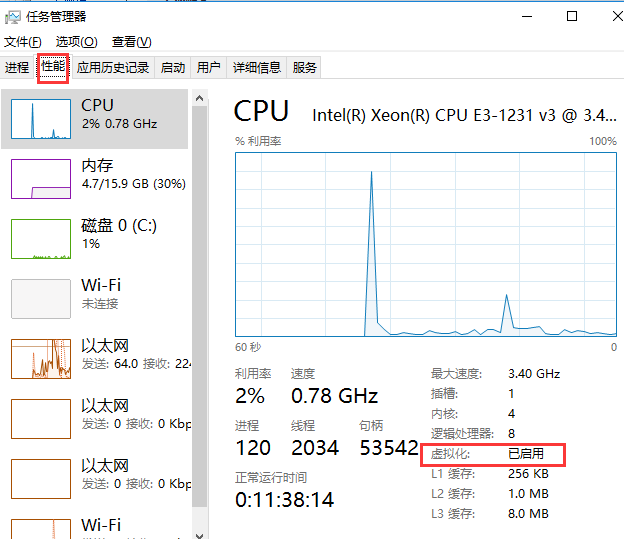 任务管理器
文件(F) 选项(O) 查看(V)
进程 性能 应用历史记录 启动 用户 详细信息 服务
CPU
2% 0.78 GHz
内存
4.7/15.9 GB (30%)
磁盘 0 (C:)
1%
Wi-Fi
未连接
以太网
发送: 64.0 接收: 224
以太网
发送: 0 接收: 0 Kbp
以太网
发送: 0 接收: 0 Kbp
Wi-Fi
CPU Intel(R) Xeon(R) CPU E3-1231 v3 @ 3.4...
% 利用率 100%
60 秒 0
利用率 速度
2% 0.78 GHz
进程 线程 句柄
120 2034 53542
正常运行时间
0:11:38:14
最大速度: 3.40 GHz
插槽: 1
内核: 4
逻辑处理器: 8
虚拟化: 已启用
L1 缓存: 256 KB
L2 缓存: 1.0 MB
L3 缓存: 8.0 MB